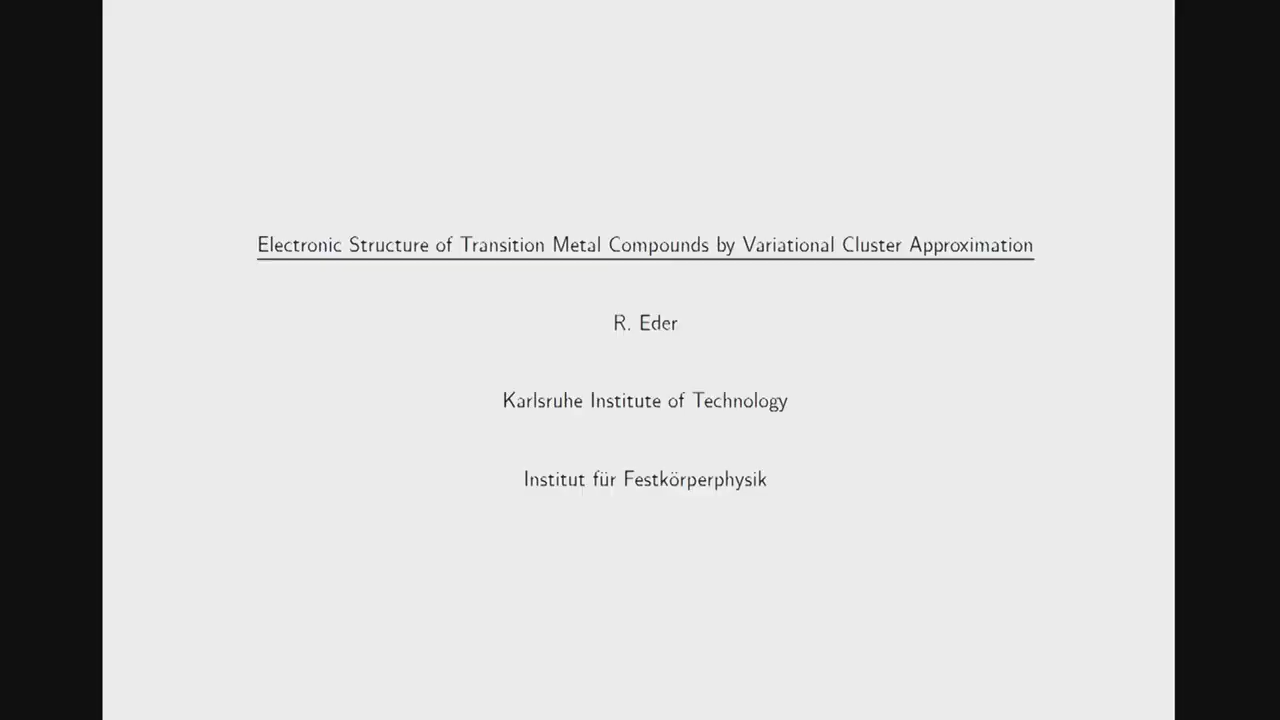 Electronic Structure of Transition Metal Compounds by Variational Cluster Approximation
R. Eder
Karlsruhe Institute of Technology
Institut für Festkörperphysik